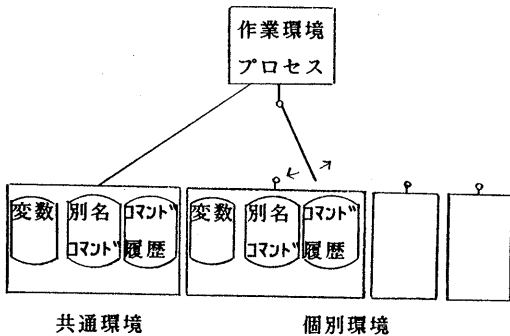 作業環境
プロセス
変数 別名 ｺﾏﾝﾄﾞ 変数 別名 ｺﾏﾝﾄﾞ
ｺﾏﾝﾄﾞ 履歴 ｺﾏﾝﾄﾞ 履歴
共通環境 個別環境